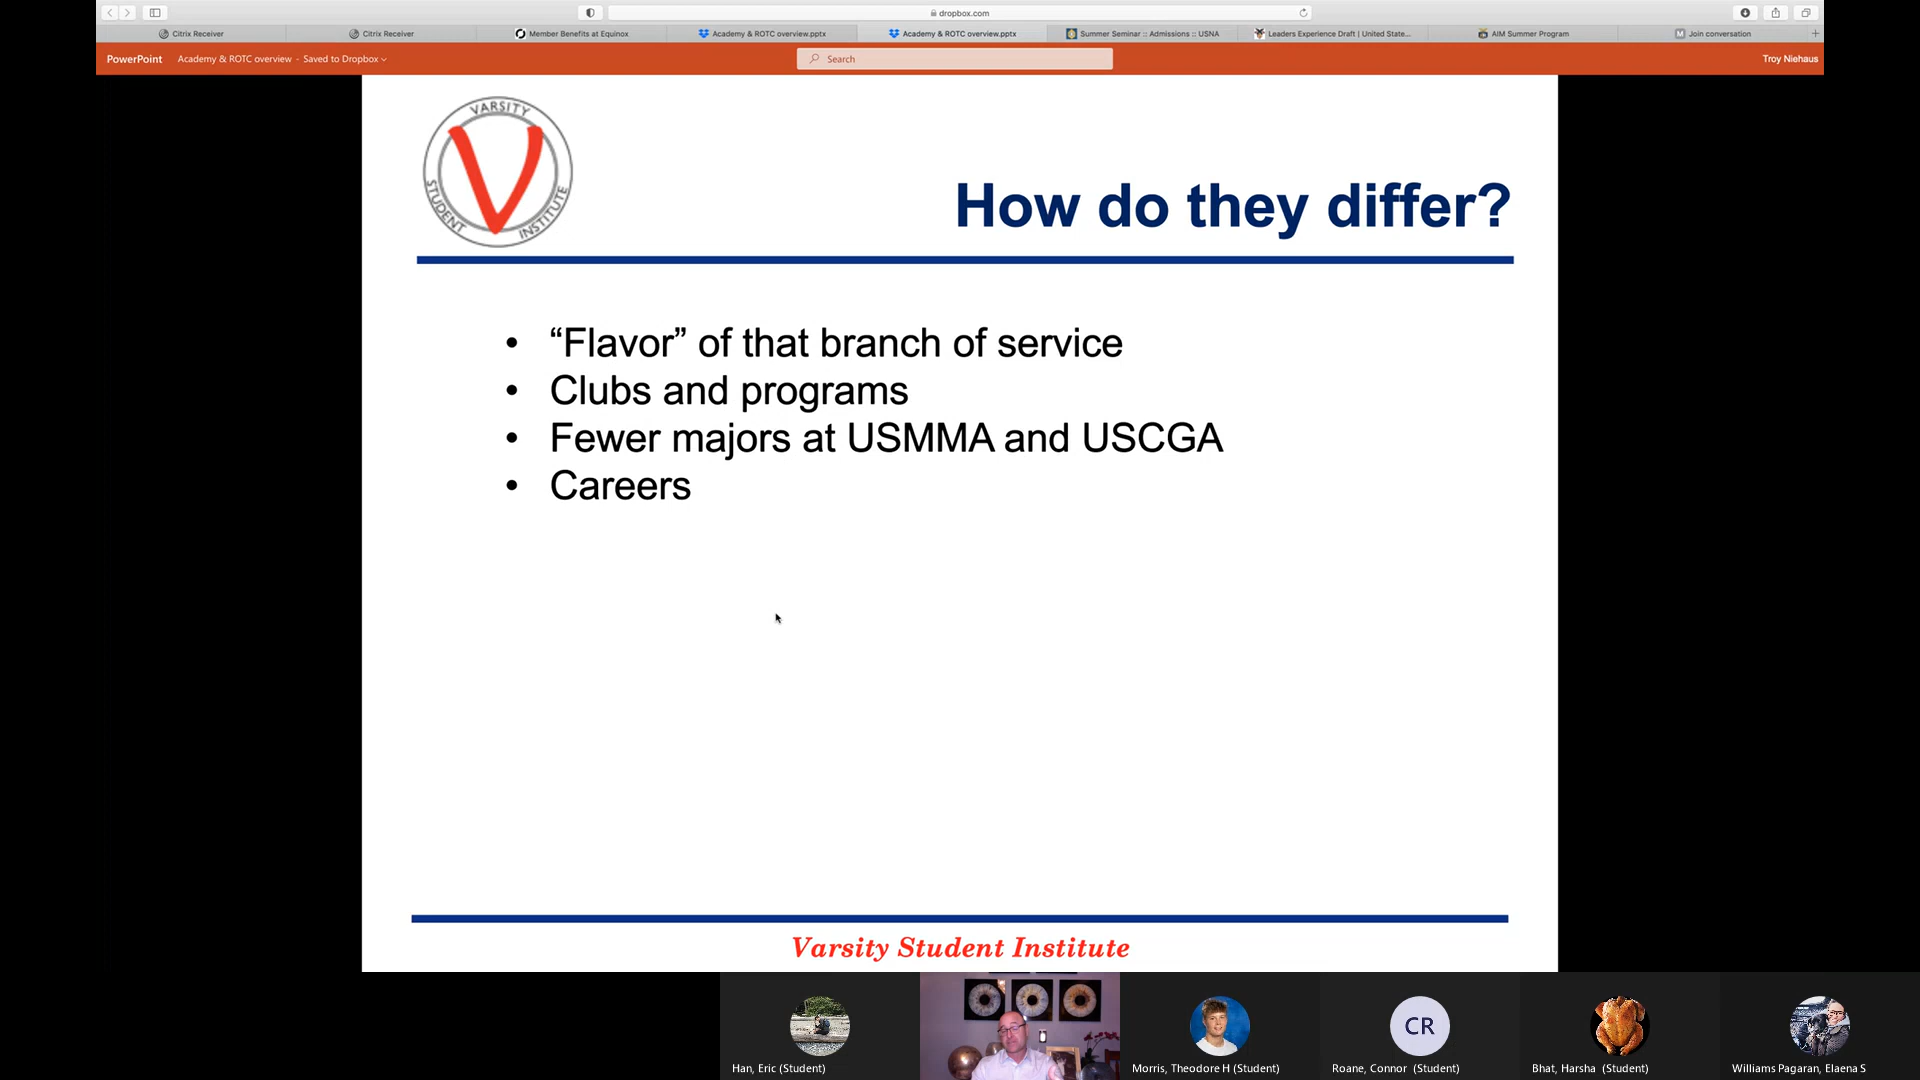 dropbox.com
Citrix Receiver
Citrix Receiver
Member Benefits at Equinox
Academy & ROTC overview.pptx
Academy & ROTC overview.pptx
Summer Seminar :: Admissions :: USNA
Leaders Experience Draft | United State...
AIM Summer Program
M Join conversation
PowerPoint
Academy & ROTC overview - Saved to Dropbox
Search
Troy Niehaus
VARSITY
STUDENT
INSTITUTE
V
How do they differ?
• “Flavor” of that branch of service
• Clubs and programs
• Fewer majors at USMMA and USCGA
• Careers
Varsity Student Institute
CR
Han, Eric (Student)
Morris, Theodore H (Student)
Roane, Connor (Student)
Bhat, Harsha (Student)
Williams Pagaran, Elaena S